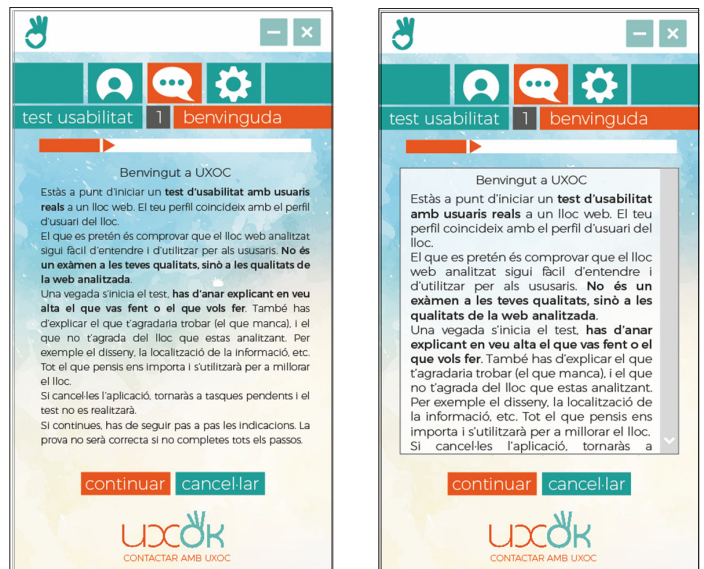 test usabilitat 1 benvinguda
Benvingut a UXOC
Estàs a punt d'iniciar un test d'usabilitat amb usuaris
reals a un lloc web. El teu perfil coincideix amb el perfil
d'usuari del lloc.
El que es pretén és comprovar que el lloc web analitzat
sigui fàcil d'entendre i d'utilitzar per als ususaris. No és
un exàmen a les teves qualitats, sinò a les qualitats de
la web analitzada.
Una vegada s'inicia el test, has d'anar explicant en veu
alta el que vas fent o el que vols fer. També has
d'explicar el que t'agradaria trobar (el que manca), i el
que no t'agrada del lloc que estas analitzant. Per
exemple el disseny, la localització de la informació, etc.
Tot el que pensis ens importa i s'utilitzarà per a millorar
el lloc.
Si cancel·les l'aplicació, tornaràs a tasques pendents i el
test no es realitzarà.
Si continues, has de seguir pas a pas les indicacions. La
prova no serà correcta si no completes tots els passos.
continuar cancel·lar
UXOK
CONTACTAR AMB UXOC
test usabilitat 1 benvinguda
Benvingut a UXOC
Estàs a punt d'iniciar un test d'usabilitat
amb usuaris reals a un lloc web. El teu
perfil coincideix amb el perfil d'usuari del
lloc.
El que es pretén és comprovar que el lloc
web analitzat sigui fàcil d'entendre i
d'utilitzar per als ususaris. No és un
exàmen a les teves qualitats, sinò a les
qualitats de la web analitzada.
Una vegada s'inicia el test, has d'anar
explicant en veu alta el que vas fent o el
que vols fer. També has d'explicar el que
t'agradaria trobar (el que manca), i el que
no t'agrada del lloc que estas analitzant.
Per exemple el disseny, la localització de
la informació, etc. Tot el que pensis ens
importa i s'utilitzarà per a millorar el lloc.
Si cancel·les l'aplicació, tornaràs a
continuar cancel·lar
UXOK
CONTACTAR AMB UXOC